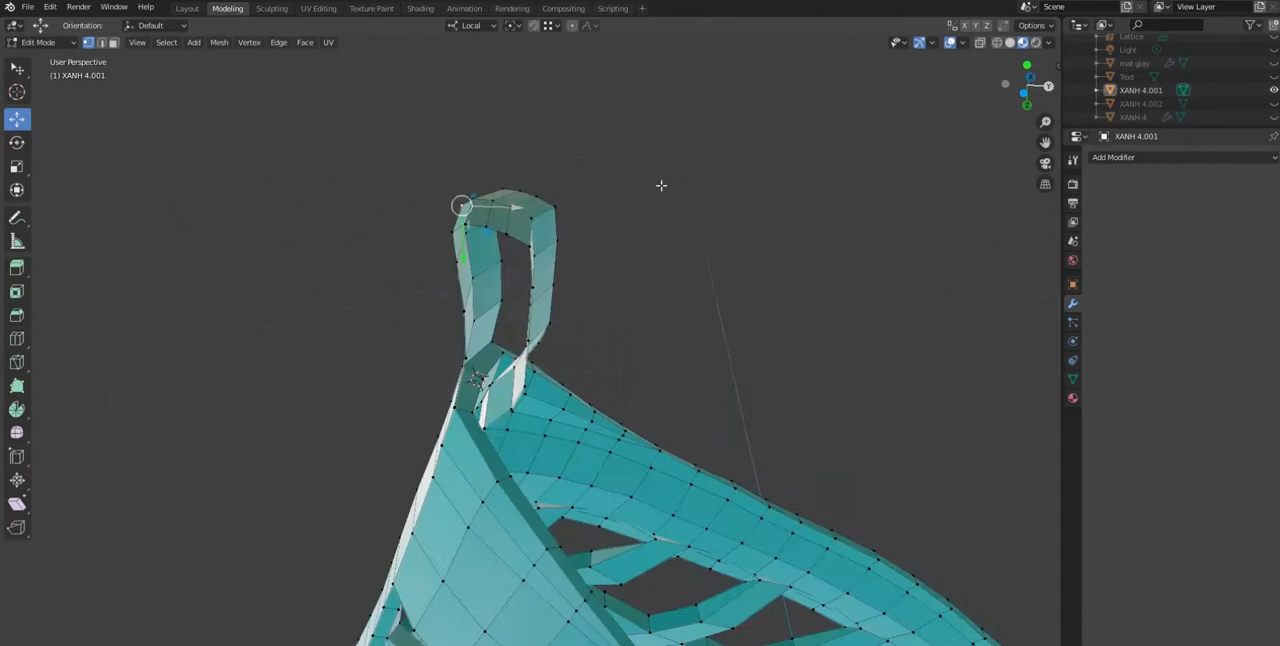 File Edit Render Window Help Layout Modeling Sculpting UV Editing Texture Paint Shading Animation Rendering Compositing Scripting + Scene View Layer
Orientation: Default Local X Y Z Options
Edit Mode View Select Add Mesh Vertex Edge Face UV
User Perspective
(1) XANH 4.001
Y
X
Z
Lattice
Light
mat giay
Text
XANH 4.001
XANH 4.002
XANH 4
XANH 4.001
Add Modifier